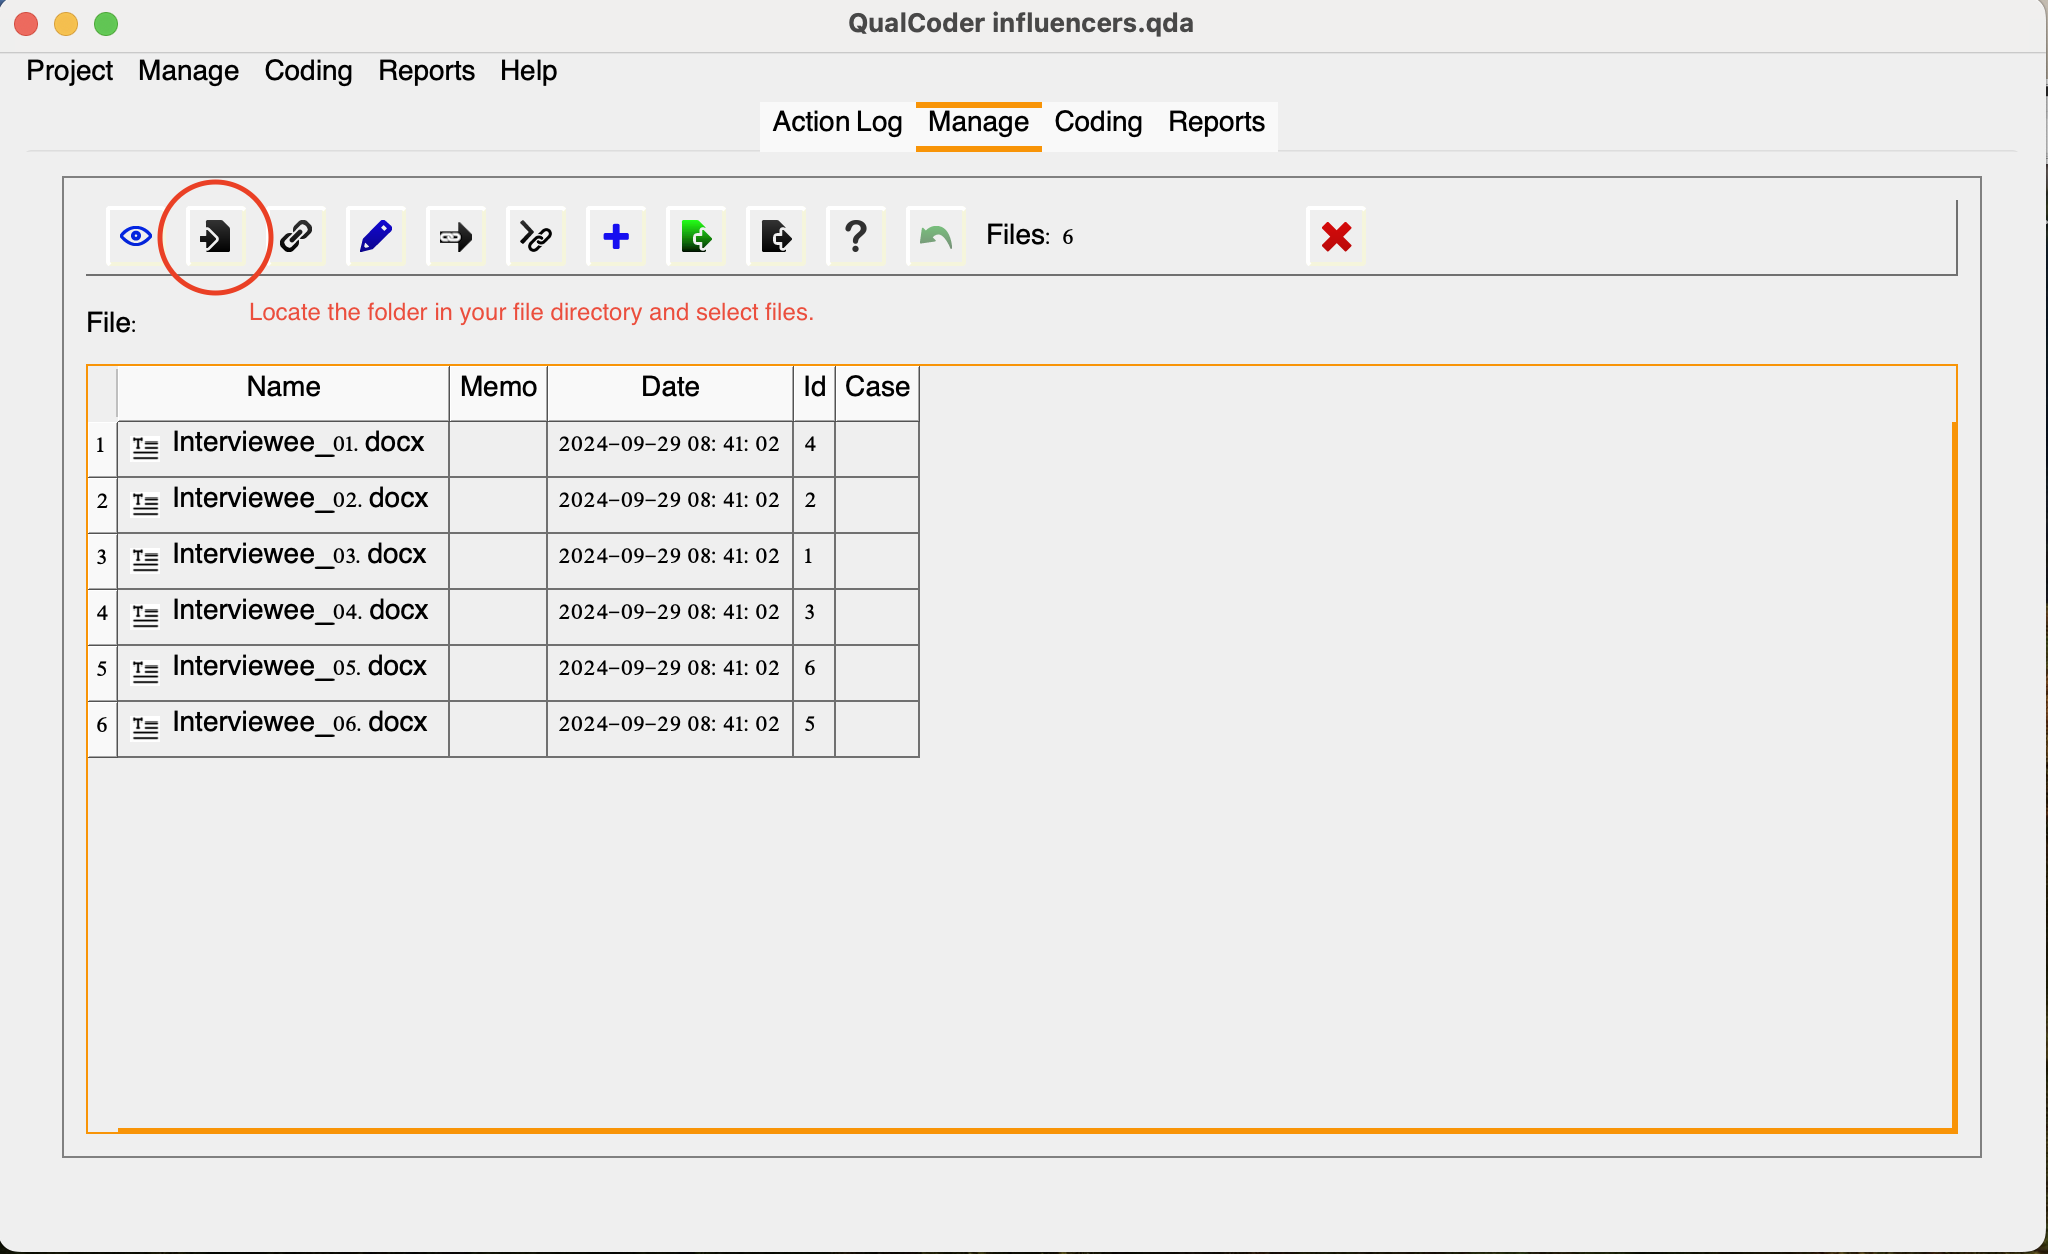 QualCoder influencers.qda
Project Manage Coding Reports Help
Action Log Manage Coding Reports
? Files: 6
Locate the folder in your file directory and select files.
File:
Name Memo Date Id Case
1 Interviewee_01. docx 2024-09-29 08: 41: 02 4
2 Interviewee_02. docx 2024-09-29 08: 41: 02 2
3 Interviewee_03. docx 2024-09-29 08: 41: 02 1
4 Interviewee_04. docx 2024-09-29 08: 41: 02 3
5 Interviewee_05. docx 2024-09-29 08: 41: 02 6
6 Interviewee_06. docx 2024-09-29 08: 41: 02 5